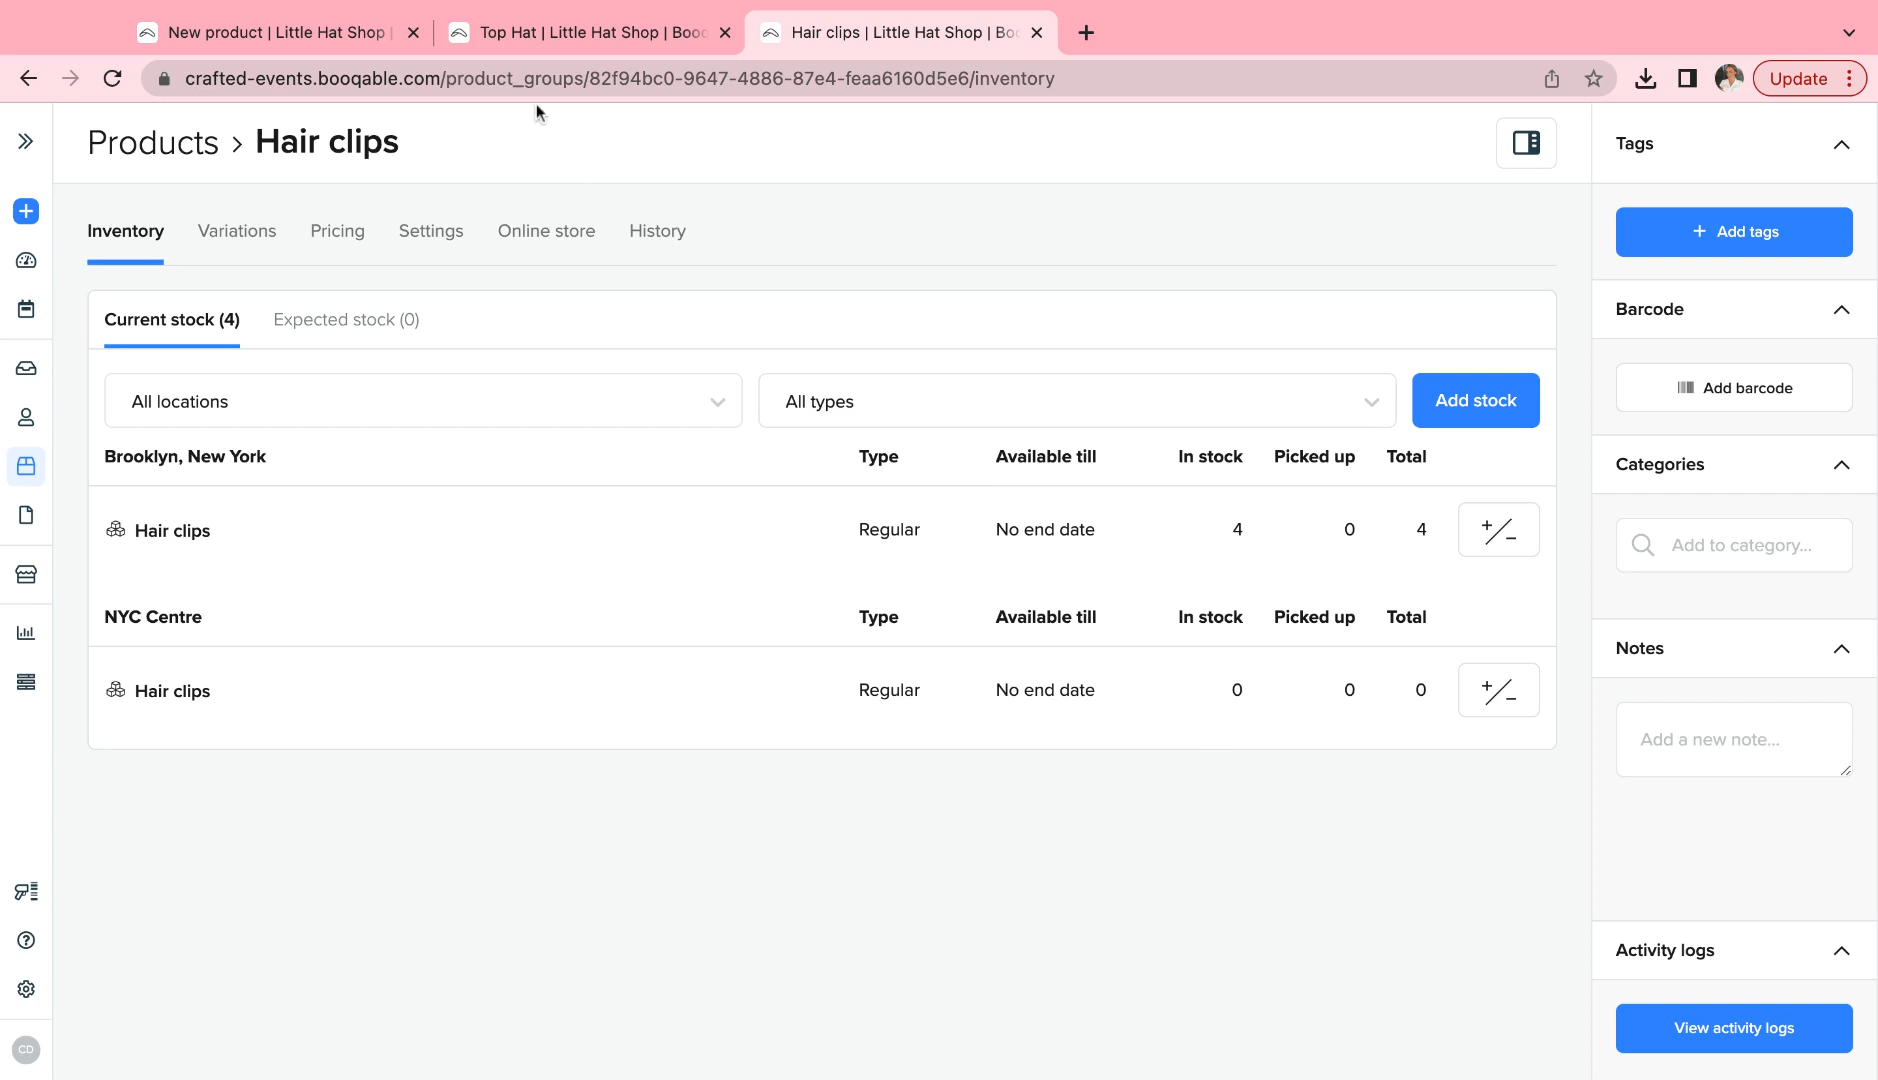 New product | Little Hat Shop |
Top Hat | Little Hat Shop | Booq
Hair clips | Little Hat Shop | Bo
crafted-events.booqable.com/product_groups/82f94bc0-9647-4886-87e4-feaa6160d5e6/inventory
Update
Products > Hair clips
Inventory Variations Pricing Settings Online store History
Current stock (4) Expected stock (0)
All locations All types Add stock
Brooklyn, New York Type Available till In stock Picked up Total
Hair clips Regular No end date 4 0 4 +/-
NYC Centre Type Available till In stock Picked up Total
Hair clips Regular No end date 0 0 0 +/-
Tags
+ Add tags
Barcode
Add barcode
Categories
Add to category...
Notes
Add a new note...
Activity logs
View activity logs
CD